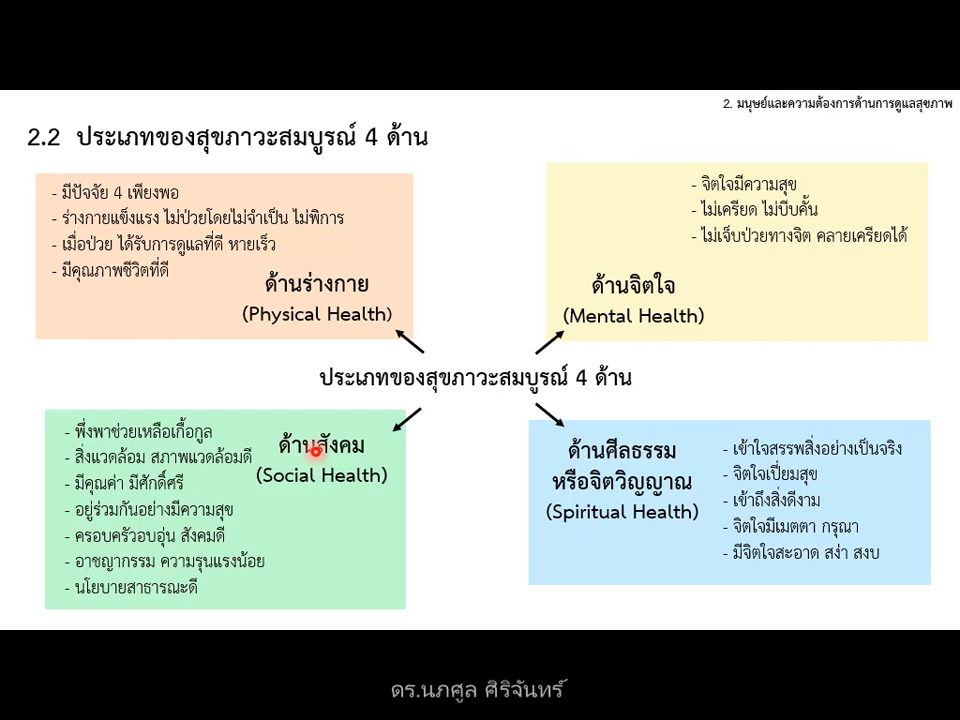 2. มนุษย์และความต้องการด้านการดูแลสุขภาพ
2.2 ประเภทของสุขภาวะสมบูรณ์ 4 ด้าน
- มีปัจจัย 4 เพียงพอ
- ร่างกายแข็งแรง ไม่ป่วยโดยไม่จำเป็น ไม่พิการ
- เมื่อป่วย ได้รับการดูแลที่ดี หายเร็ว
- มีคุณภาพชีวิตที่ดี
ด้านร่างกาย
(Physical Health)
- จิตใจมีความสุข
- ไม่เครียด ไม่บีบคั้น
- ไม่เจ็บป่วยทางจิต คลายเครียดได้
ด้านจิตใจ
(Mental Health)
ประเภทของสุขภาวะสมบูรณ์ 4 ด้าน
- พึ่งพาช่วยเหลือเกื้อกูล
- สิ่งแวดล้อม สภาพแวดล้อมดี
- มีคุณค่า มีศักดิ์ศรี
- อยู่ร่วมกันอย่างมีความสุข
- ครอบครัวอบอุ่น สังคมดี
- อาชญากรรม ความรุนแรงน้อย
- นโยบายสาธารณะดี
ด้านสังคม
(Social Health)
ด้านศีลธรรม
หรือจิตวิญญาณ
(Spiritual Health)
- เข้าใจสรรพสิ่งอย่างเป็นจริง
- จิตใจเปี่ยมสุข
- เข้าถึงสิ่งดีงาม
- จิตใจมีเมตตา กรุณา
- มีจิตใจสะอาด สง่า สงบ
ดร.นภศูล ศิริจันทร์